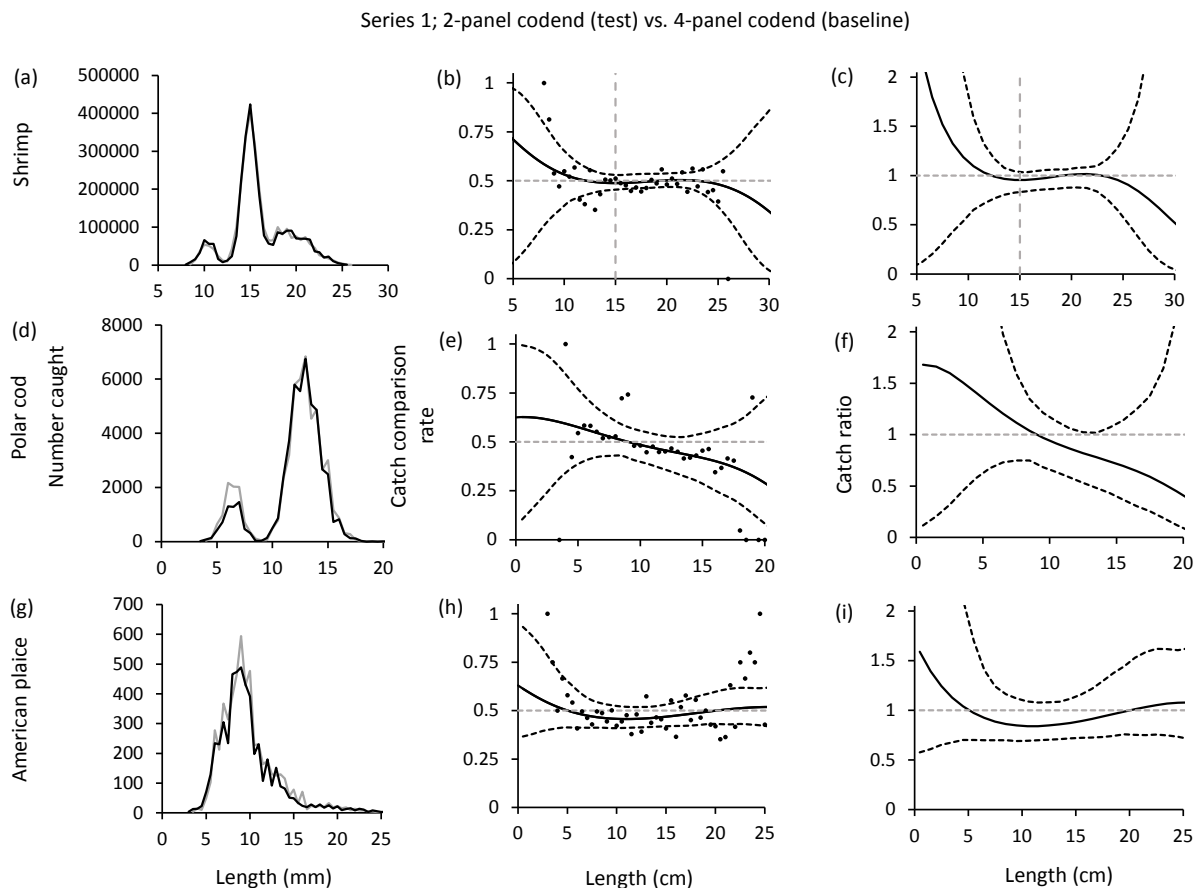 Series 1; 2-panel codend (test) vs. 4-panel codend (baseline)
(a)
Shrimp
500000
400000
300000
200000
100000
0
5 10 15 20 25 30
(b)
1
0.75
0.5
0.25
0
5 10 15 20 25 30
(c)
2
1.5
1
0.5
0
5 10 15 20 25 30
(d)
Polar cod
Number caught
8000
6000
4000
2000
0
0 5 10 15 20
(e)
Catch comparison
rate
1
0.75
0.5
0.25
0
0 5 10 15 20
(f)
Catch ratio
2
1.5
1
0.5
0
0 5 10 15 20
(g)
American plaice
700
600
500
400
300
200
100
0
0 5 10 15 20 25
Length (mm)
(h)
1
0.75
0.5
0.25
0
0 5 10 15 20 25
Length (cm)
(i)
2
1.5
1
0.5
0
0 5 10 15 20 25
Length (cm)